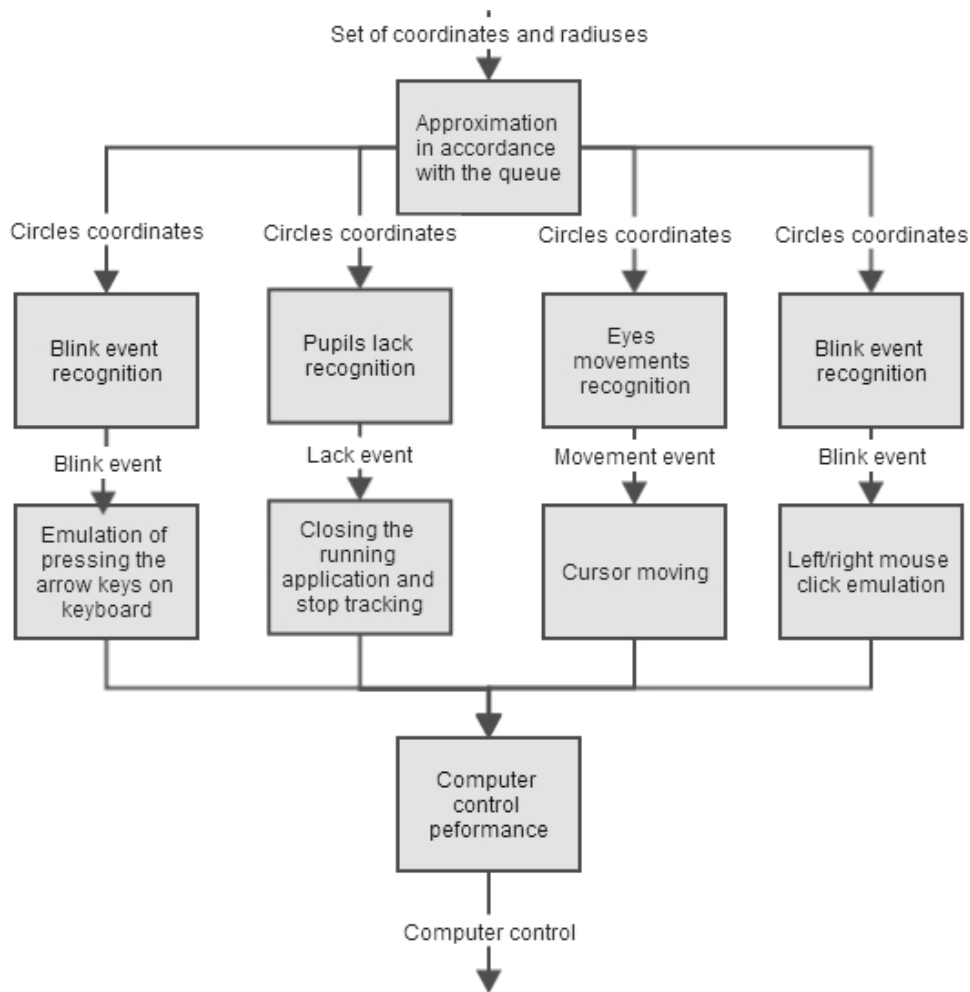 Set of coordinates and radiuses
Approximation
in accordance
with the queue
Circles coordinates
Circles coordinates
Circles coordinates
Circles coordinates
Blink event
recognition
Pupils lack
recognition
Eyes
movements
recognition
Blink event
recognition
Blink event
Lack event
Movement event
Blink event
Emulation of
pressing the
arrow keys on
keyboard
Closing the
running
application and
stop tracking
Cursor moving
Left/right mouse
click emulation
Computer
control
peformance
Computer control